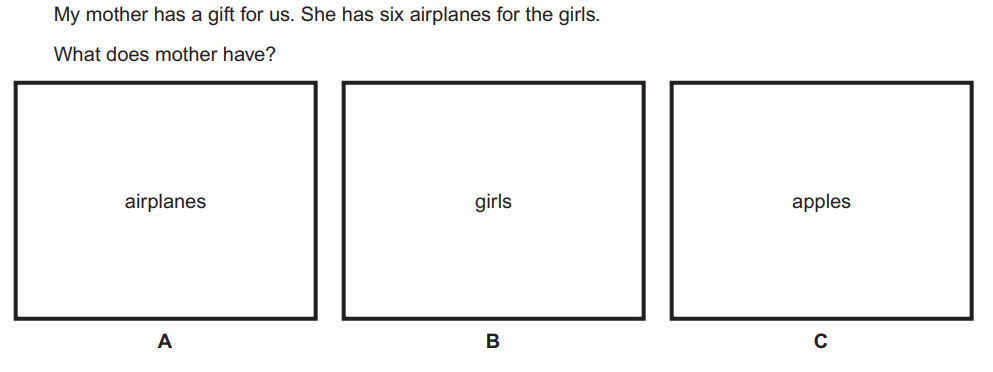 My mother has a gift for us. She has six airplanes for the girls.
What does mother have?
airplanes
girls
apples
A
B
C